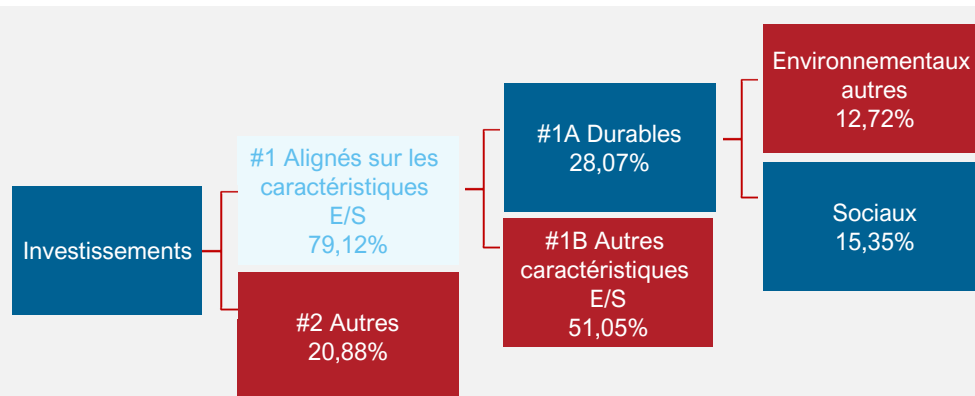 Investissements
#1 Alignés sur les
caractéristiques
E/S
79,12%
#2 Autres
20,88%
#1A Durables
28,07%
#1B Autres
caractéristiques
E/S
51,05%
Environnementaux
autres
12,72%
Sociaux
15,35%